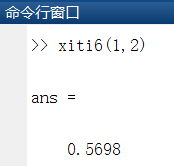 命令行窗口
>> xiti6(1,2)
ans =
0.5698